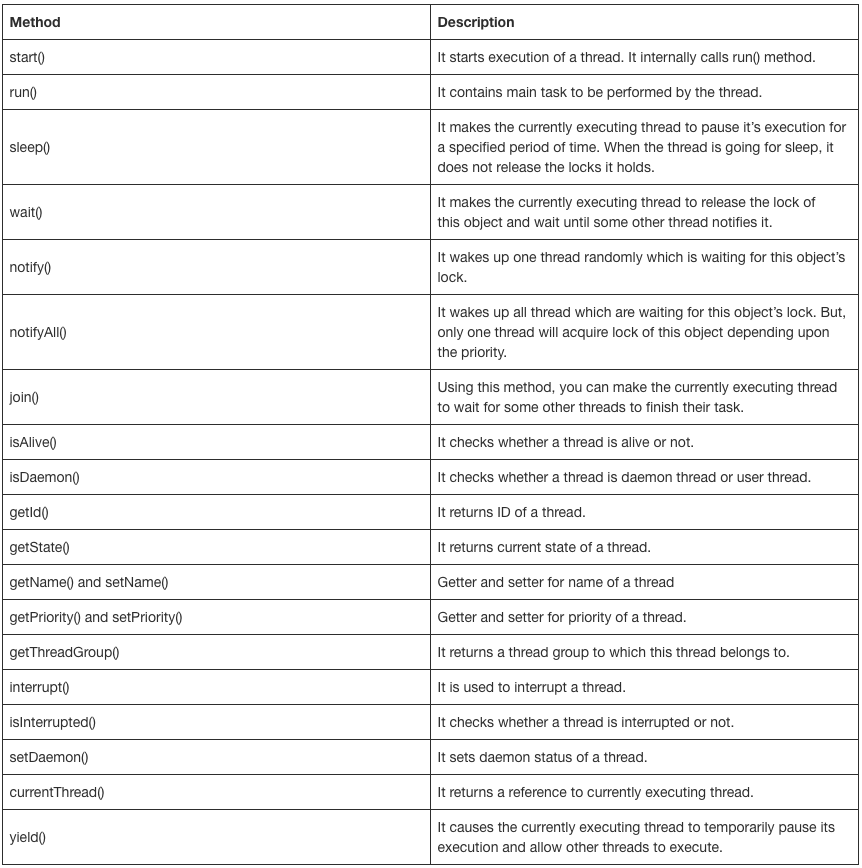 Method Description
start() It starts execution of a thread. It internally calls run() method.
run() It contains main task to be performed by the thread.
sleep() It makes the currently executing thread to pause it’s execution for
a specified period of time. When the thread is going for sleep, it
does not release the locks it holds.
wait() It makes the currently executing thread to release the lock of
this object and wait until some other thread notifies it.
notify() It wakes up one thread randomly which is waiting for this object’s
lock.
notifyAll() It wakes up all thread which are waiting for this object’s lock. But,
only one thread will acquire lock of this object depending upon
the priority.
join() Using this method, you can make the currently executing thread
to wait for some other threads to finish their task.
isAlive() It checks whether a thread is alive or not.
isDaemon() It checks whether a thread is daemon thread or user thread.
getId() It returns ID of a thread.
getState() It returns current state of a thread.
getName() and setName() Getter and setter for name of a thread
getPriority() and setPriority() Getter and setter for priority of a thread.
getThreadGroup() It returns a thread group to which this thread belongs to.
interrupt() It is used to interrupt a thread.
isInterrupted() It checks whether a thread is interrupted or not.
setDaemon() It sets daemon status of a thread.
currentThread() It returns a reference to currently executing thread.
yield() It causes the currently executing thread to temporarily pause its
execution and allow other threads to execute.